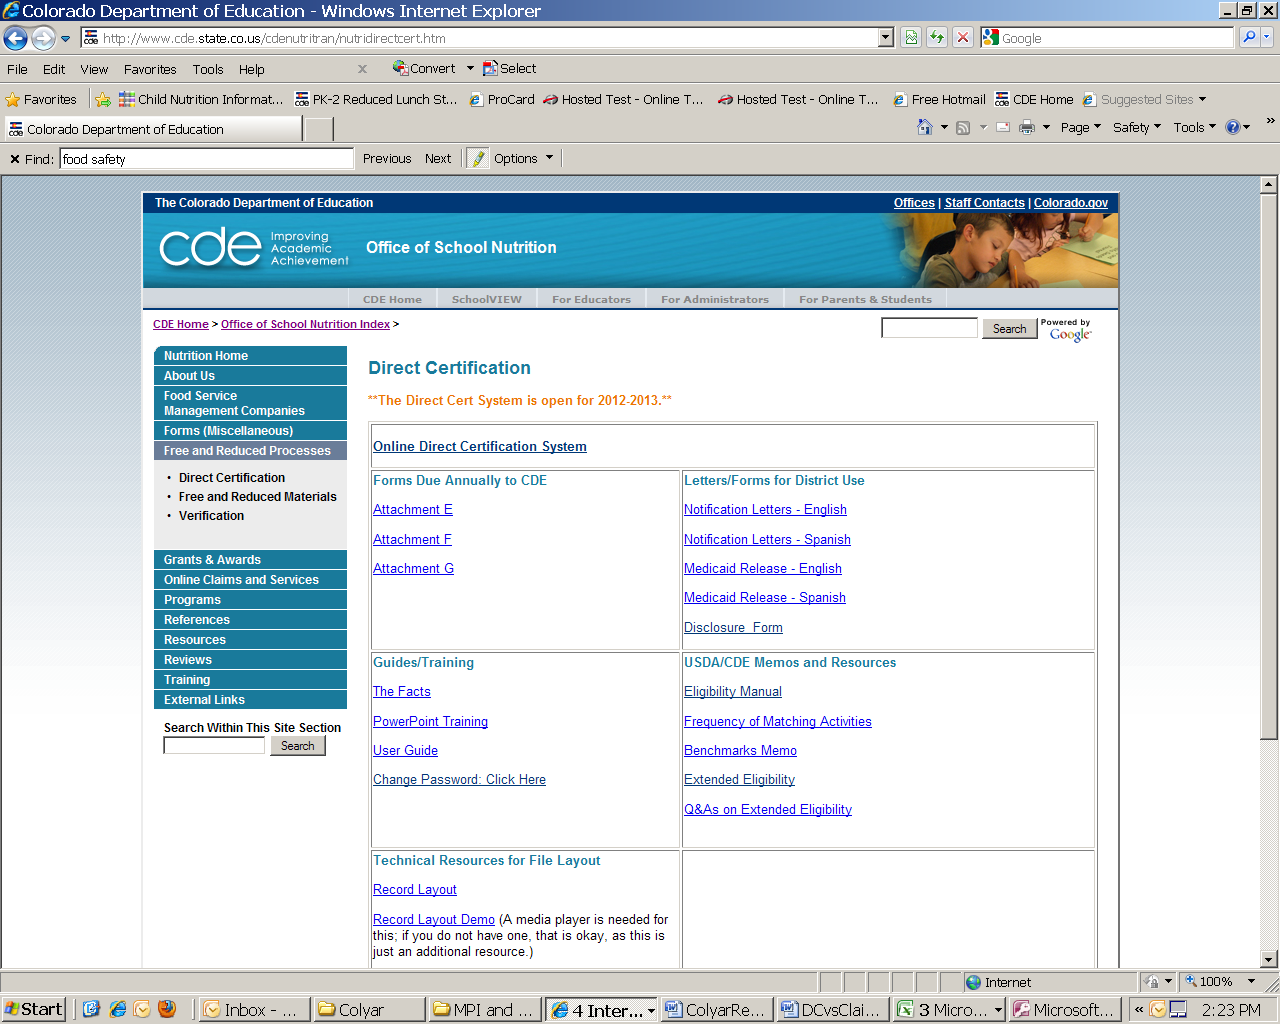 Colorado Department of Education - Windows Internet Explorer
http://www.cde.state.co.us/cdenutritran/nutridirectcert.htm
Google
File Edit View Favorites Tools Help x Convert Select
Favorites Child Nutrition Informat... PK-2 Reduced Lunch St... ProCard Hosted Test - Online T... Hosted Test - Online T... Free Hotmail CDE Home Suggested Sites
Colorado Department of Education
Page Safety Tools »
x Find: food safety Previous Next Options
The Colorado Department of Education
Offices | Staff Contacts | Colorado.gov
cde Improving
Academic
Achievement
Office of School Nutrition
CDE Home SchoolVIEW For Educators For Administrators For Parents & Students
CDE Home > Office of School Nutrition Index >
Search
Powered by
Google
Nutrition Home
About Us
Food Service
Management Companies
Forms (Miscellaneous)
Free and Reduced Processes
• Direct Certification
• Free and Reduced Materials
• Verification
Grants & Awards
Online Claims and Services
Programs
References
Resources
Reviews
Training
External Links
Search Within This Site Section
Search
Direct Certification
**The Direct Cert System is open for 2012-2013.**
Online Direct Certification System
Forms Due Annually to CDE
Attachment E
Attachment F
Attachment G
Letters/Forms for District Use
Notification Letters - English
Notification Letters - Spanish
Medicaid Release - English
Medicaid Release - Spanish
Disclosure Form
Guides/Training
The Facts
PowerPoint Training
User Guide
Change Password: Click Here
USDA/CDE Memos and Resources
Eligibility Manual
Frequency of Matching Activities
Benchmarks Memo
Extended Eligibility
Q&As on Extended Eligibility
Technical Resources for File Layout
Record Layout
Record Layout Demo (A media player is needed for
this; if you do not have one, that is okay, as this is
just an additional resource.)
Internet 100%
Start Inbox - ... Colyar MPI and ... 4 Inter... ColyarRe... DCvsClai... 3 Micro... Microsoft... « 2:23 PM